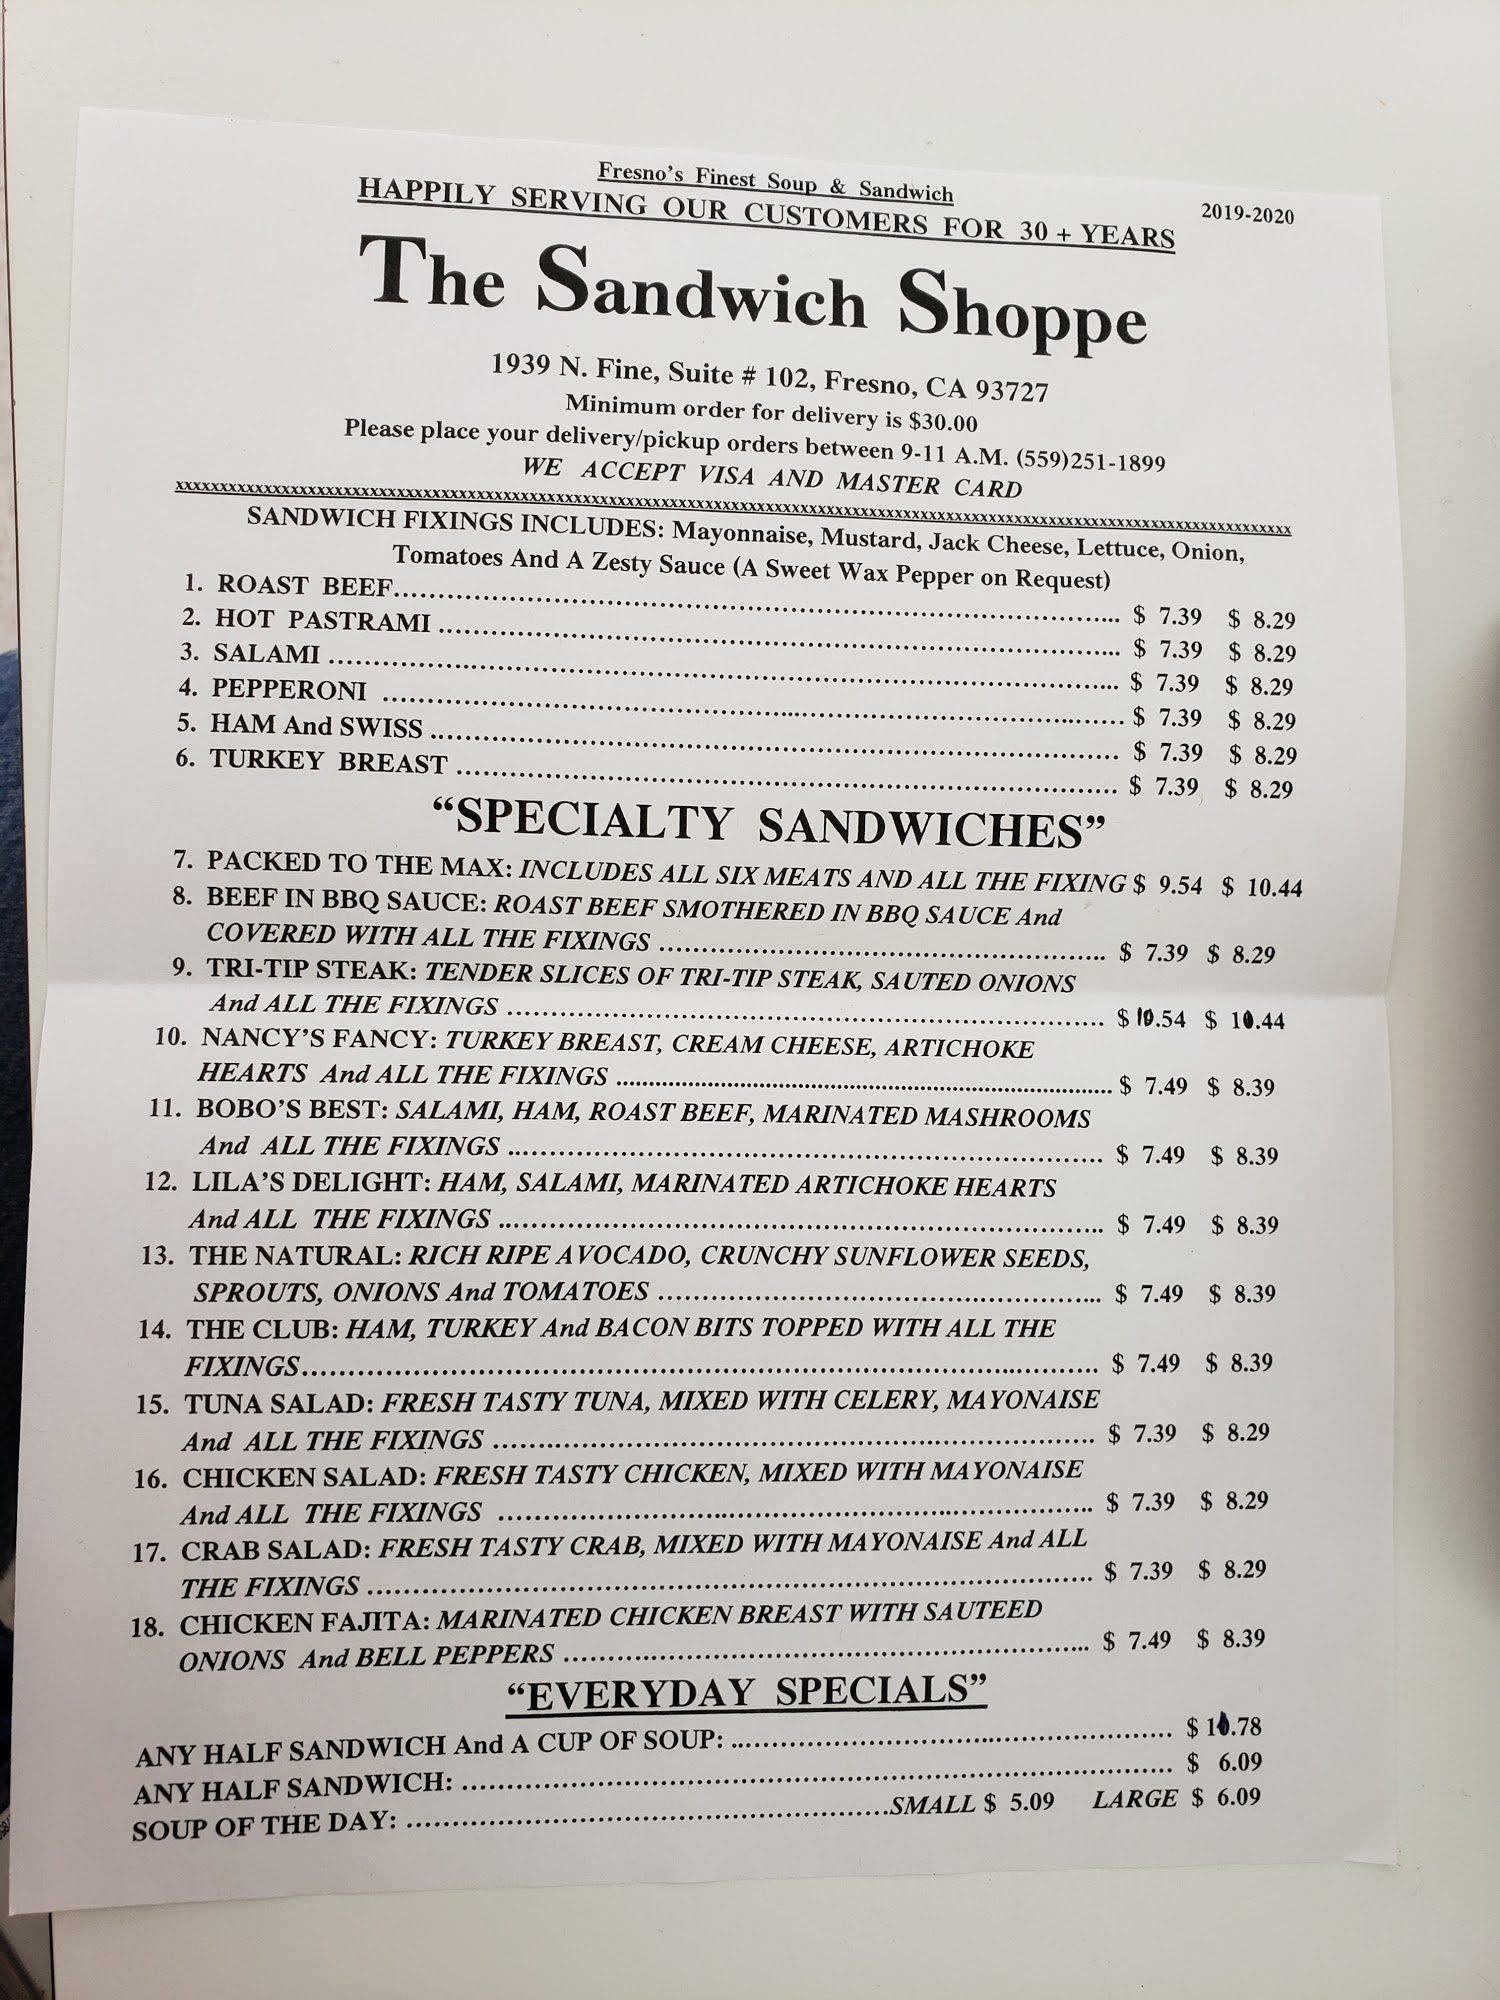 Fresno's Finest Soup & Sandwich
HAPPILY SERVING OUR CUSTOMERS FOR 30 + YEARS
2019-2020
The Sandwich Shoppe
1939 N. Fine, Suite # 102, Fresno, CA 93727
Minimum order for delivery is $30.00
Please place your delivery/pickup orders between 9-11 A.M. (559)251-1899
WE ACCEPT VISA AND MASTER CARD
SANDWICH FIXINGS INCLUDES: Mayonnaise, Mustard, Jack Cheese, Lettuce, Onion,
Tomatoes And A Zesty Sauce (A Sweet Wax Pepper on Request)
1. ROAST BEEF $ 7.39 $ 8.29
2. HOT PASTRAMI $ 7.39 $ 8.29
3. SALAMI $ 7.39 $ 8.29
4. PEPPERONI $ 7.39 $ 8.29
5. HAM And SWISS $ 7.39 $ 8.29
6. TURKEY BREAST $ 7.39 $ 8.29
“SPECIALTY SANDWICHES”
7. PACKED TO THE MAX: INCLUDES ALL SIX MEATS AND ALL THE FIXING $ 9.54 $ 10.44
8. BEEF IN BBQ SAUCE: ROAST BEEF SMOTHERED IN BBQ SAUCE And
COVERED WITH ALL THE FIXINGS $ 7.39 $ 8.29
9. TRI-TIP STEAK: TENDER SLICES OF TRI-TIP STEAK, SAUTED ONIONS
And ALL THE FIXINGS
10. NANCY'S FANCY: TURKEY BREAST, CREAM CHEESE, ARTICHOKE
HEARTS And ALL THE FIXINGS $ 7.49 $ 8.39
11. BOBO'S BEST: SALAMI, HAM, ROAST BEEF, MARINATED MASHROOMS
And ALL THE FIXINGS $ 7.49 $ 8.39
12. LILA'S DELIGHT: HAM, SALAMI, MARINATED ARTICHOKE HEARTS
And ALL THE FIXINGS $ 7.49 $ 8.39
13. THE NATURAL: RICH RIPE AVOCADO, CRUNCHY SUNFLOWER SEEDS,
SPROUTS, ONIONS And TOMATOES $ 7.49 $ 8.39
14. THE CLUB: HAM, TURKEY And BACON BITS TOPPED WITH ALL THE
FIXINGS $ 7.49 $ 8.39
15. TUNA SALAD: FRESH TASTY TUNA, MIXED WITH CELERY, MAYONAISE
And ALL THE FIXINGS $ 7.39 $ 8.29
16. CHICKEN SALAD: FRESH TASTY CHICKEN, MIXED WITH MAYONAISE
And ALL THE FIXINGS $ 7.39 $ 8.29
17. CRAB SALAD: FRESH TASTY CRAB, MIXED WITH MAYONAISE And ALL
THE FIXINGS $ 7.39 $ 8.29
18. CHICKEN FAJITA: MARINATED CHICKEN BREAST WITH SAUTEED
ONIONS And BELL PEPPERS $ 7.49 $ 8.39
“EVERYDAY SPECIALS”
ANY HALF SANDWICH And A CUP OF SOUP:
ANY HALF SANDWICH: $ 6.09
SOUP OF THE DAY: SMALL $ 5.09 LARGE $ 6.09